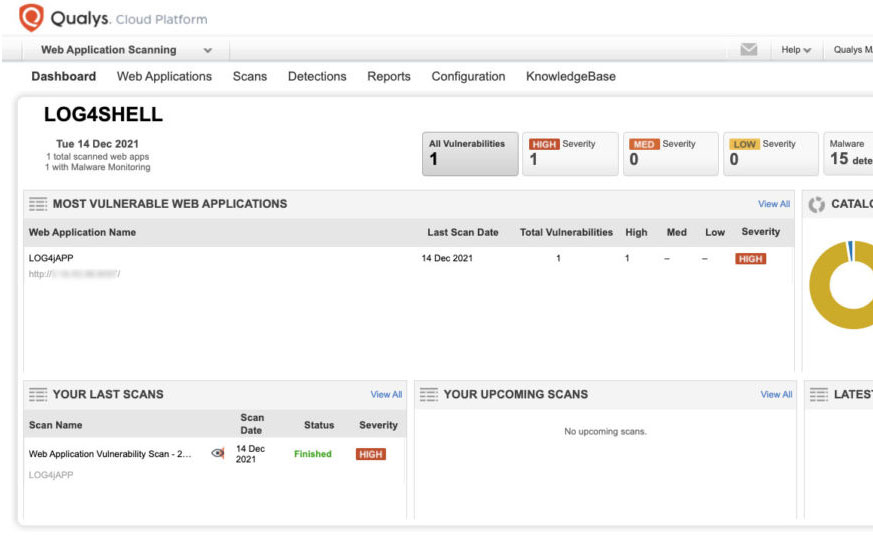 Qualys. Cloud Platform
Web Application Scanning
Help
Qualys
Dashboard Web Applications Scans Detections Reports Configuration KnowledgeBase
LOG4SHELL
Tue 14 Dec 2021
1 total scanned web apps
1 with Malware Monitoring
All Vulnerabilities
1
HIGH Severity
1
MED Severity
0
LOW Severity
0
Malware
15 dete
MOST VULNERABLE WEB APPLICATIONS View All
Web Application Name Last Scan Date Total Vulnerabilities High Med Low Severity
LOG4jAPP 14 Dec 2021 1 1 – – HIGH
http://
CATALO
YOUR LAST SCANS View All
Scan Name Scan Date Status Severity
Web Application Vulnerability Scan - 2... 14 Dec 2021 Finished HIGH
LOG4jAPP
YOUR UPCOMING SCANS View All
No upcoming scans.
LATEST